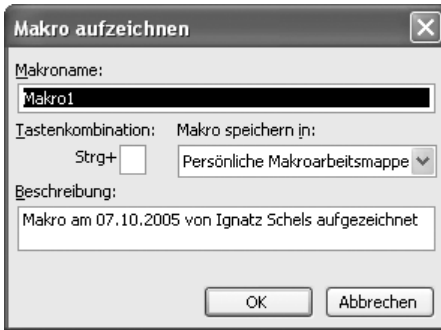 Makro aufzeichnen
Makroname:
Makro1
Tastenkombination: Makro speichern in:
Strg+ Persönliche Makroarbeitsmappe
Beschreibung:
Makro am 07.10.2005 von Ignatz Schels aufgezeichnet
OK Abbrechen